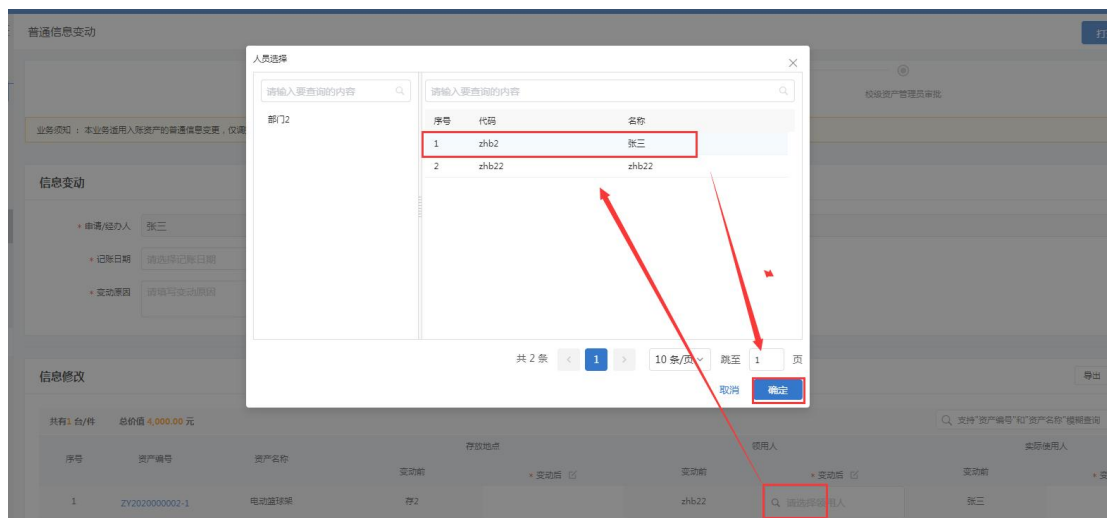 普通信息变动
打
人员选择
请输入要查询的内容
请输入要查询的内容
部门2
序号 代码 名称
1 zhb2 张三
2 zhb22 zhb22
校级资产管理员审批
业务须知 : 本业务适用入账资产的普通信息变更 , 仅调
信息变动
* 申请/经办人 张三
* 记账日期 请选择记账日期
* 变动原因 请填写变动原因
共 2 条 < 1 > 10 条/页 跳至 1 页
取消 确定
信息修改
导出
共有1 台/件 总价值 4,000.00 元
支持"资产编号"和"资产名称"模糊查询
序号 资产编号 资产名称 存放地点 领用人 实际使用人
变动前 * 变动后 变动前 * 变动后 变动前 * 变
1 ZY2020000002-1 电动篮球架 存2 zhb22 请选择领用人 张三